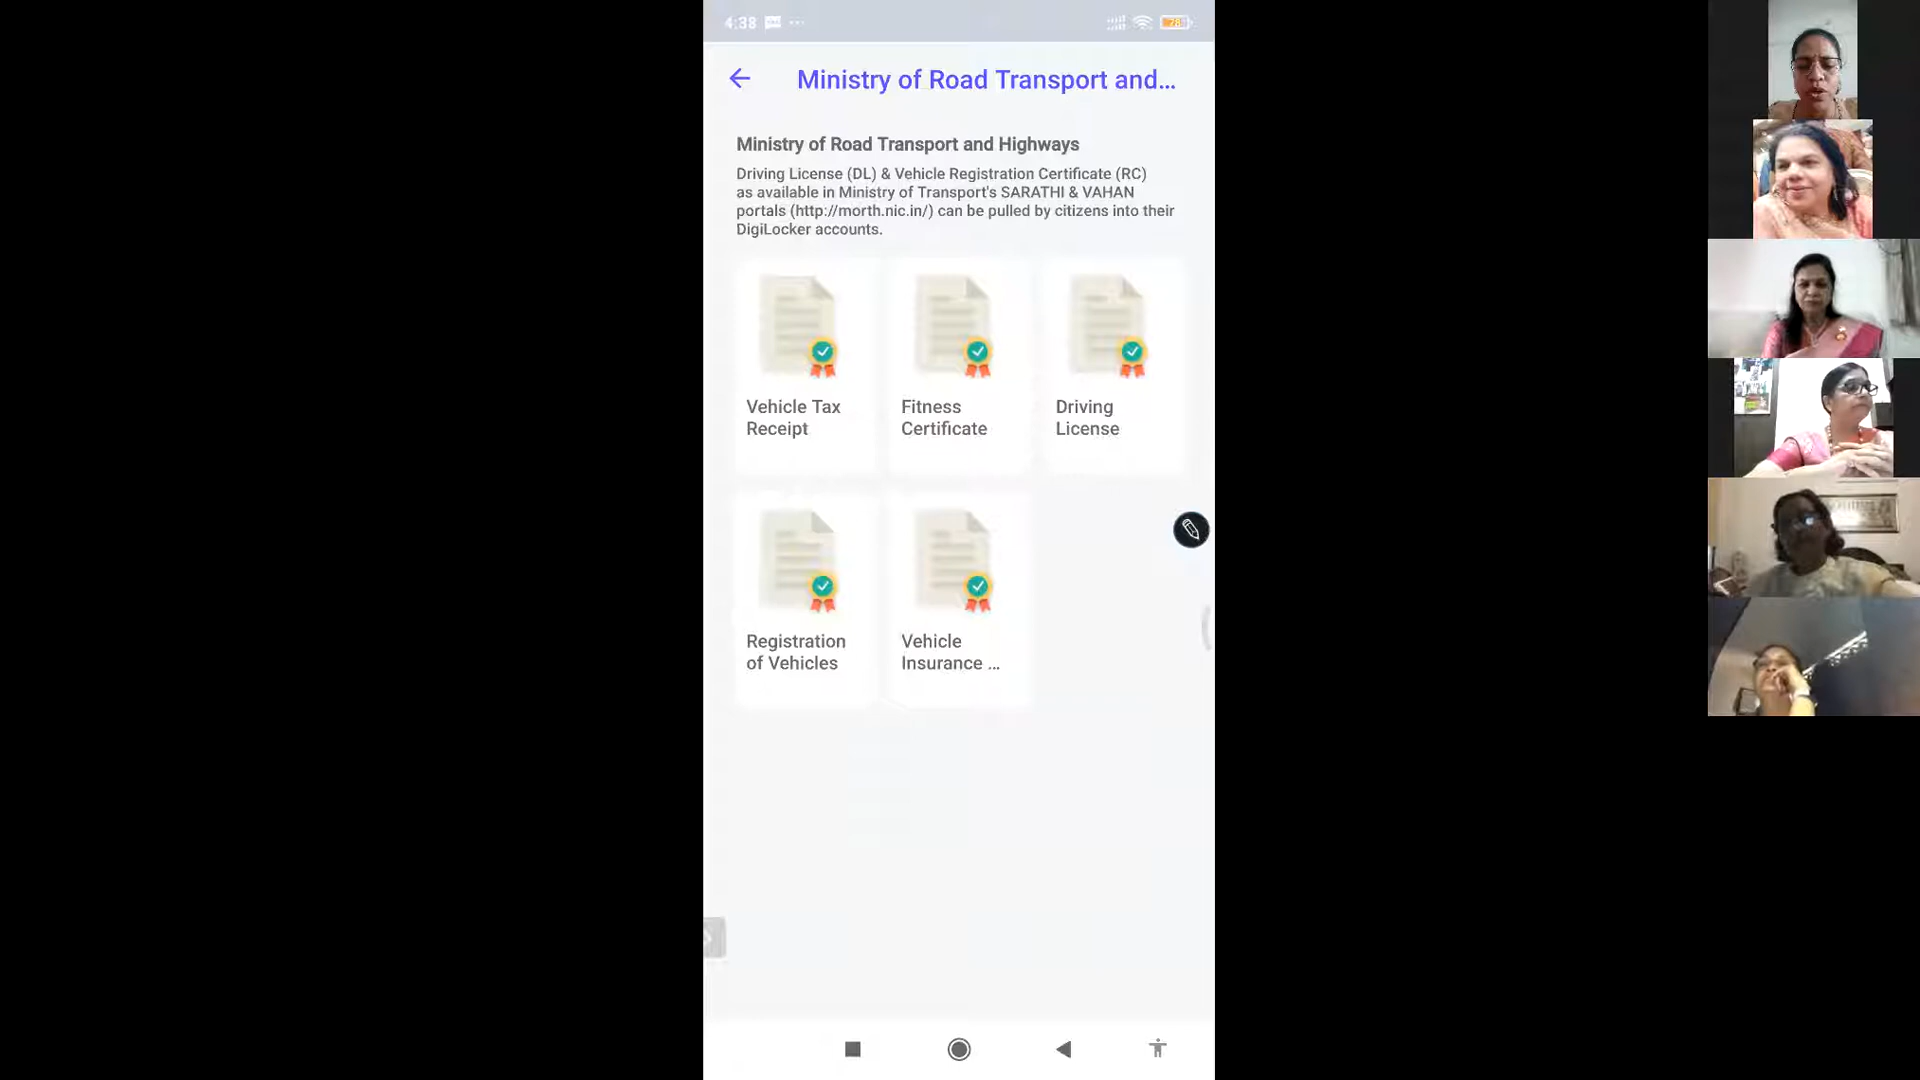 4:38
28
Ministry of Road Transport and...
Ministry of Road Transport and Highways
Driving License (DL) & Vehicle Registration Certificate (RC)
as available in Ministry of Transport's SARATHI & VAHAN
portals (http://morth.nic.in/) can be pulled by citizens into their
DigiLocker accounts.
Vehicle Tax
Receipt
Fitness
Certificate
Driving
License
Registration
of Vehicles
Vehicle
Insurance ...